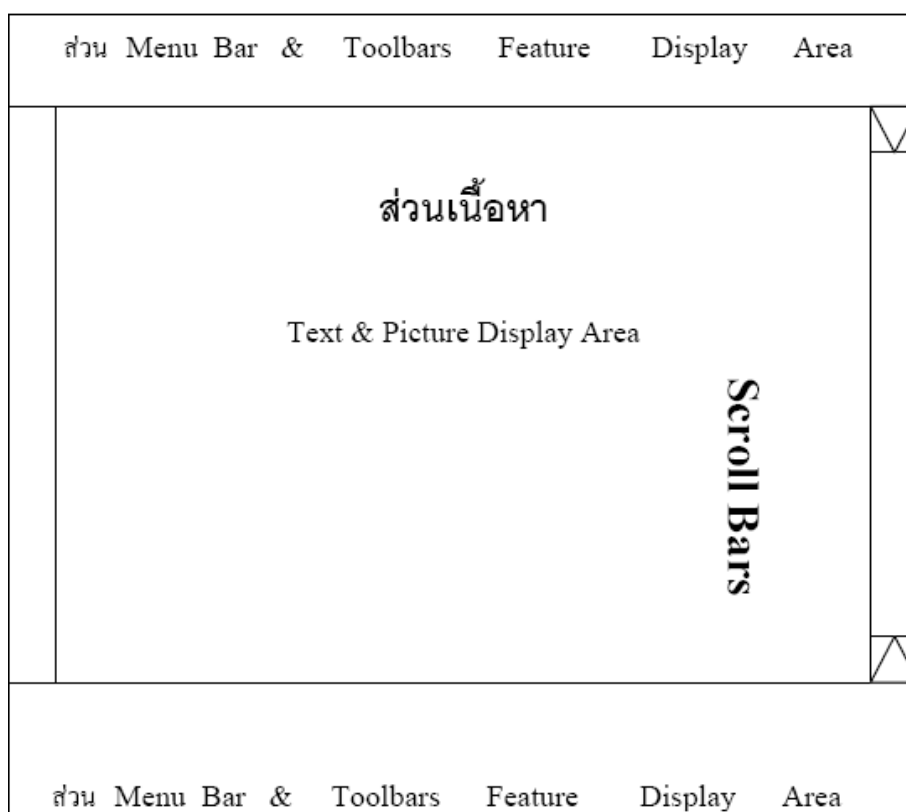 ส่วน Menu Bar & Toolbars Feature Display Area
ส่วนเนื้อหา
Text & Picture Display Area
Scroll Bars
ส่วน Menu Bar & Toolbars Feature Display Area